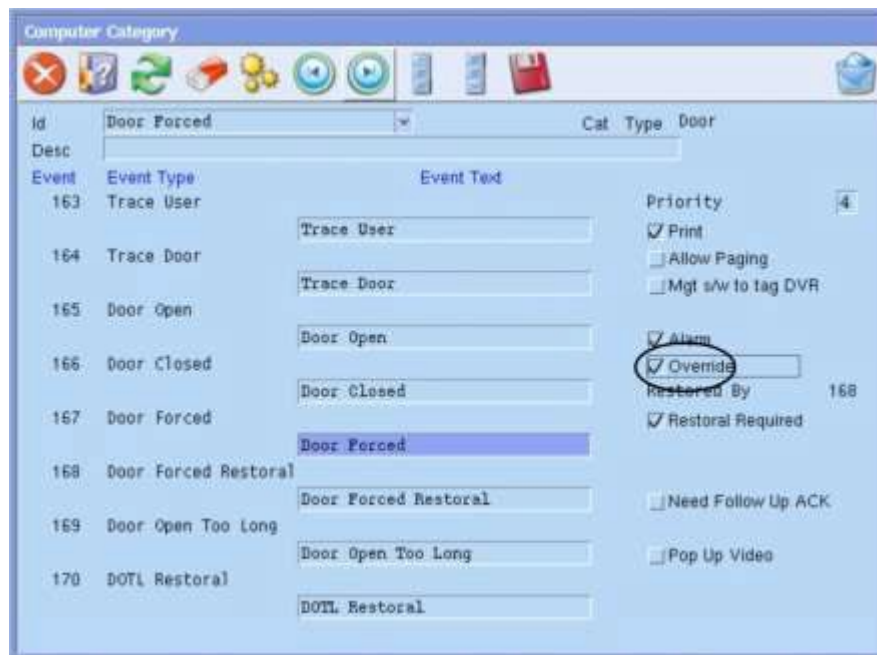 Computer Category
Id Door Forced Cat Type Door
Desc
Event Event Type Event Text
163 Trace User Priority 4
Trace User Print
164 Trace Door Allow Paging
Trace Door Mgt s/w to tag DVR
165 Door Open
Door Open Alarm
166 Door Closed Override
Door Closed Restored By 168
167 Door Forced Restoral Required
Door Forced
168 Door Forced Restoral
Door Forced Restoral Need Follow Up ACK
169 Door Open Too Long
Door Open Too Long Pop Up Video
170 DOTL Restoral
DOTL Restoral